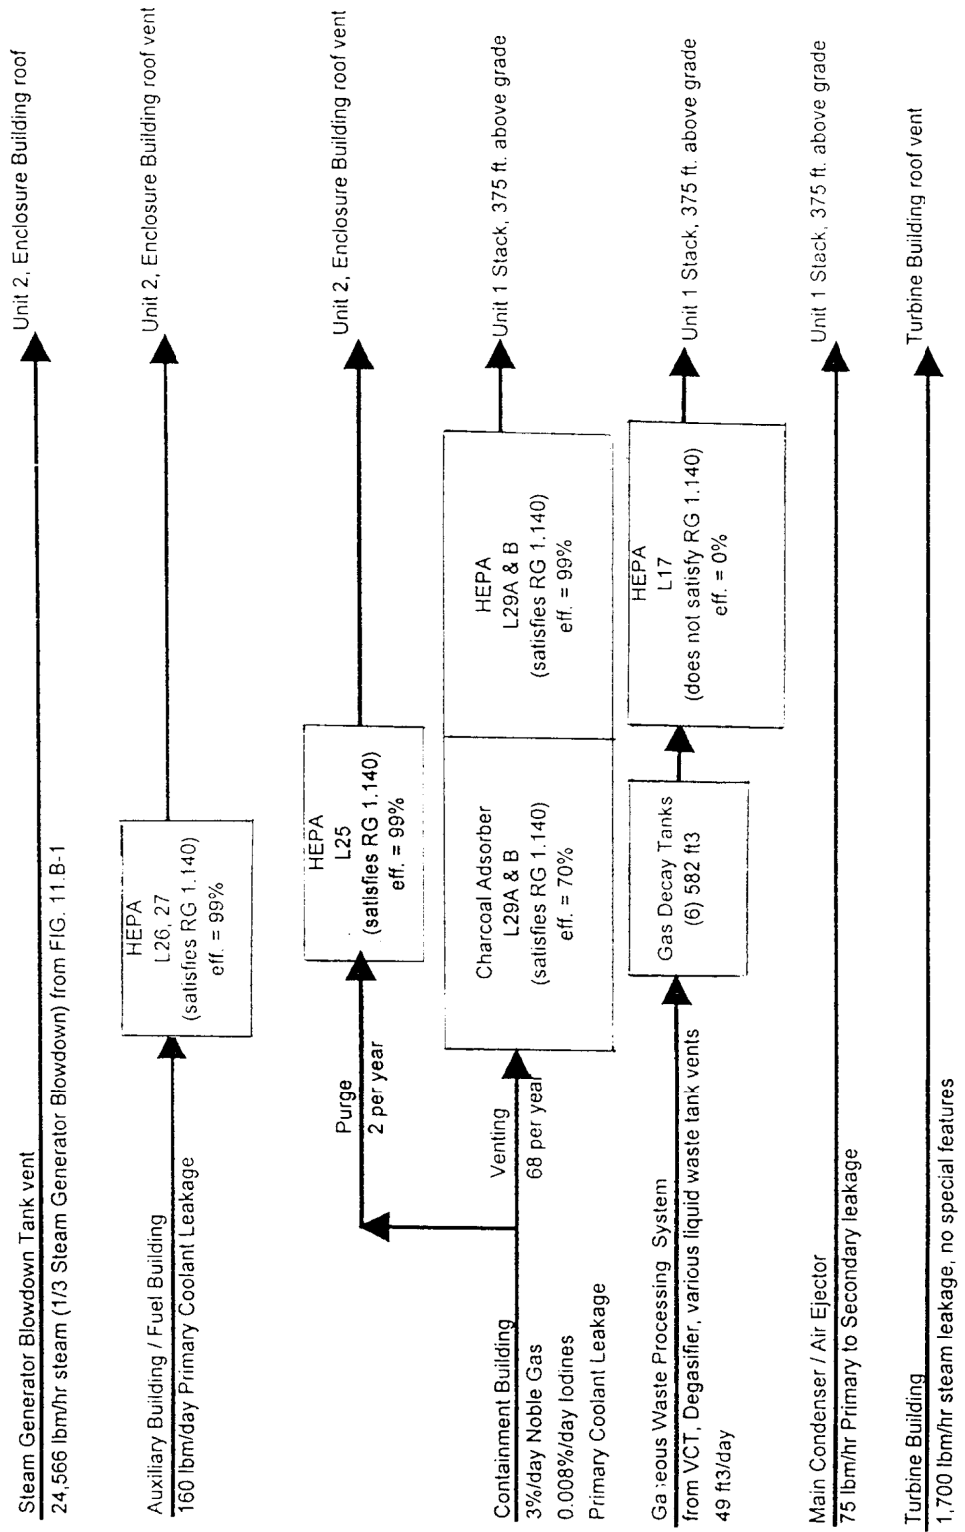 Steam Generator Blowdown Tank vent
24,566 lbm/hr steam (1/3 Steam Generator Blowdown) from FIG. 11.B-1
Unit 2, Enclosure Building roof
Auxiliary Building / Fuel Building
160 lbm/day Primary Coolant Leakage
HEPA
L26, 27
(satisfies RG 1.140)
eff. = 99%
Unit 2, Enclosure Building roof vent
Purge
2 per year
HEPA
L25
(satisfies RG 1.140)
eff. = 99%
Unit 2, Enclosure Building roof vent
Containment Building
3%/day Noble Gas
0.008%/day Iodines
Primary Coolant Leakage
Venting
68 per year
Charcoal Adsorber
L29A & B
(satisfies RG 1.140)
eff. = 70%
HEPA
L29A & B
(satisfies RG 1.140)
eff. = 99%
Unit 1 Stack, 375 ft. above grade
Gaseous Waste Processing System
from VCT, Degasifier, various liquid waste tank vents
49 ft3/day
Gas Decay Tanks
(6) 582 ft3
HEPA
L17
(does not satisfy RG 1.140)
eff. = 0%
Unit 1 Stack, 375 ft. above grade
Main Condenser / Air Ejector
75 lbm/hr Primary to Secondary leakage
Unit 1 Stack, 375 ft. above grade
Turbine Building
1,700 lbm/hr steam leakage, no special features
Turbine Building roof vent